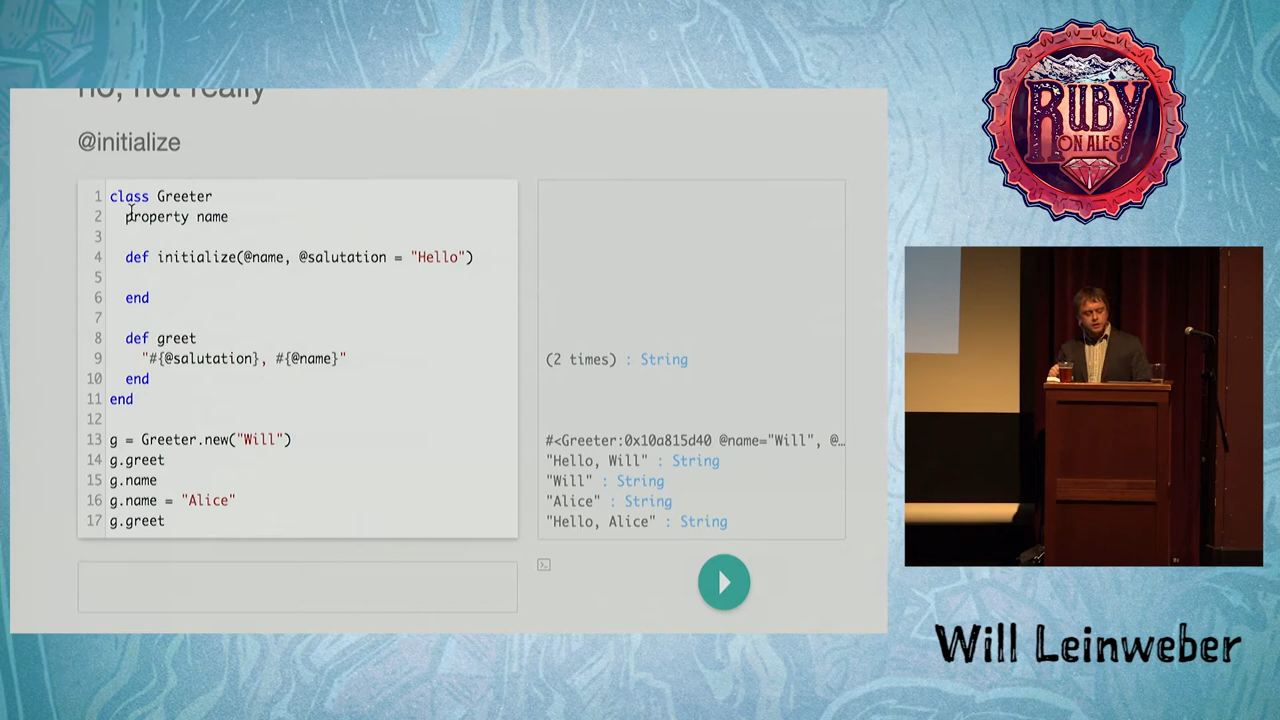 no, not really
@initialize
1 class Greeter
2 property name
3
4 def initialize(@name, @salutation = "Hello")
5
6 end
7
8 def greet
9 "#{@salutation}, #{@name}"
10 end
11 end
12
13 g = Greeter.new("Will")
14 g.greet
15 g.name
16 g.name = "Alice"
17 g.greet
(2 times) : String
#<Greeter:0x10a815d40 @name="Will", @…
"Hello, Will" : String
"Will" : String
"Alice" : String
"Hello, Alice" : String
RUBY
ON ALES
Will Leinweber